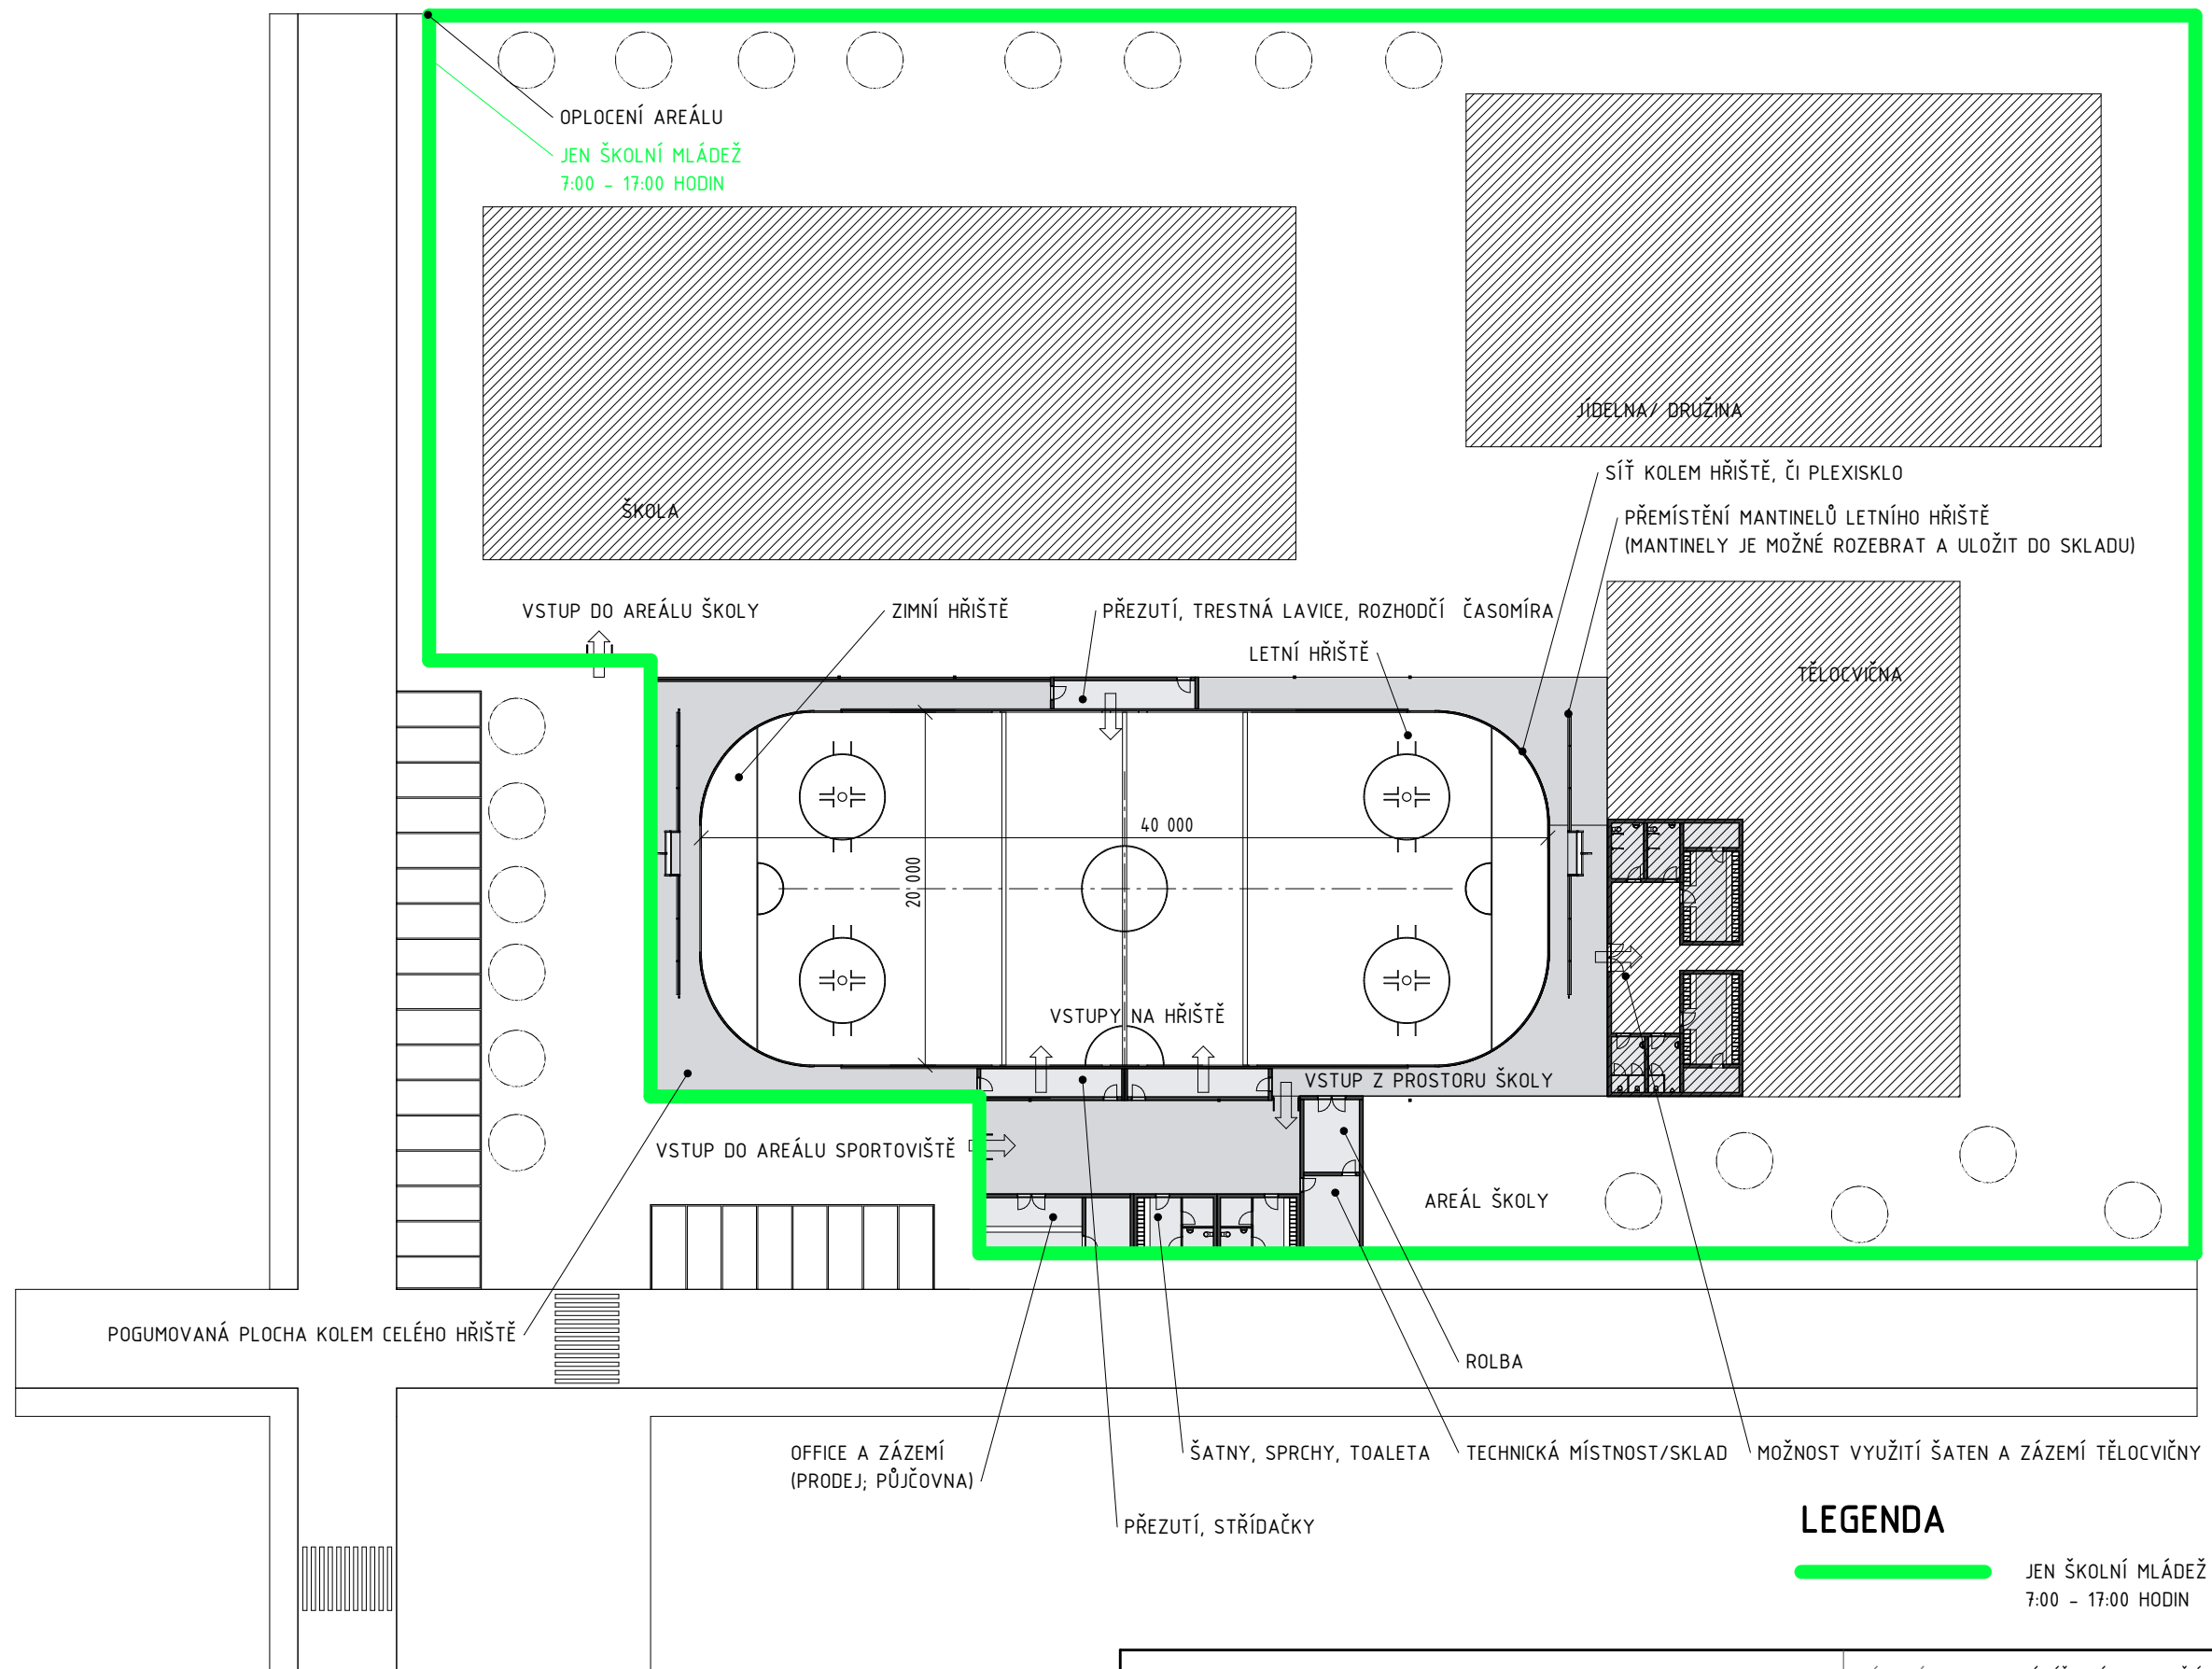 OPLOCENÍ AREÁLU
JEN ŠKOLNÍ MLÁDEŽ
7:00 - 17:00 HODIN
JÍDELNA/ DRUŽINA
SÍŤ KOLEM HŘIŠTĚ, ČI PLEXISKLO
ŠKOLA
PŘEMÍSTĚNÍ MANTINELŮ LETNÍHO HŘIŠTĚ
(MANTINELY JE MOŽNÉ ROZEBRAT A ULOŽIT DO SKLADU)
VSTUP DO AREÁLU ŠKOLY
ZIMNÍ HŘIŠTĚ
PŘEZUTÍ, TRESTNÁ LAVICE, ROZHODČÍ ČASOMÍRA
LETNÍ HŘIŠTĚ
TĚLOCVIČNA
40 000
20 000
VSTUPY NA HŘIŠTĚ
VSTUP Z PROSTORU ŠKOLY
VSTUP DO AREÁLU SPORTOVIŠTĚ
AREÁL ŠKOLY
POGUMOVANÁ PLOCHA KOLEM CELÉHO HŘIŠTĚ
ROLBA
OFFICE A ZÁZEMÍ
(PRODEJ; PŮJČOVNA)
ŠATNY, SPRCHY, TOALETA
TECHNICKÁ MÍSTNOST/SKLAD
MOŽNOST VYUŽITÍ ŠATEN A ZÁZEMÍ TĚLOCVIČNY
PŘEZUTÍ, STŘÍDAČKY
LEGENDA
JEN ŠKOLNÍ MLÁDEŽ
7:00 - 17:00 HODIN